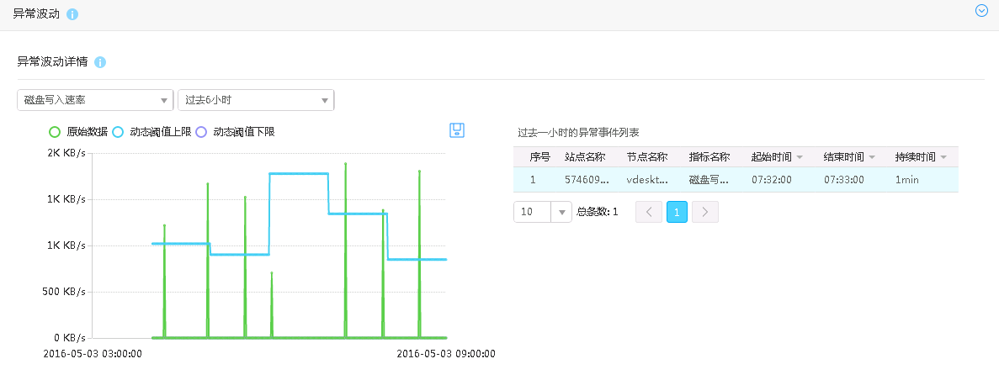 异常波动
异常波动详情
磁盘写入速率 过去6小时
原始数据 动态阈值上限 动态阈值下限
2K KB/s
1K KB/s
1K KB/s
500 KB/s
0 KB/s
2016-05-03 03:00:00 2016-05-03 09:00:00
过去一小时的异常事件列表
序号 站点名称 节点名称 指标名称 起始时间 结束时间 持续时间
1 574609... vdeskt... 磁盘写... 07:32:00 07:33:00 1min
10 总条数: 1 1